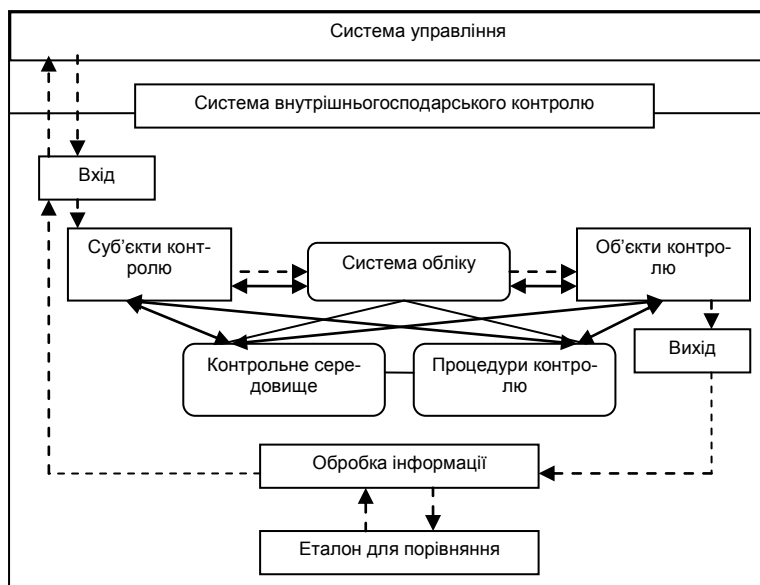 Система управління
Система внутрішньогосподарського контролю
Вхід
Суб’єкти конт-
ролю
Система обліку
Об’єкти контро-
лю
Контрольне сере-
довище
Процедури контро-
лю
Вихід
Обробка інформації
Еталон для порівняння